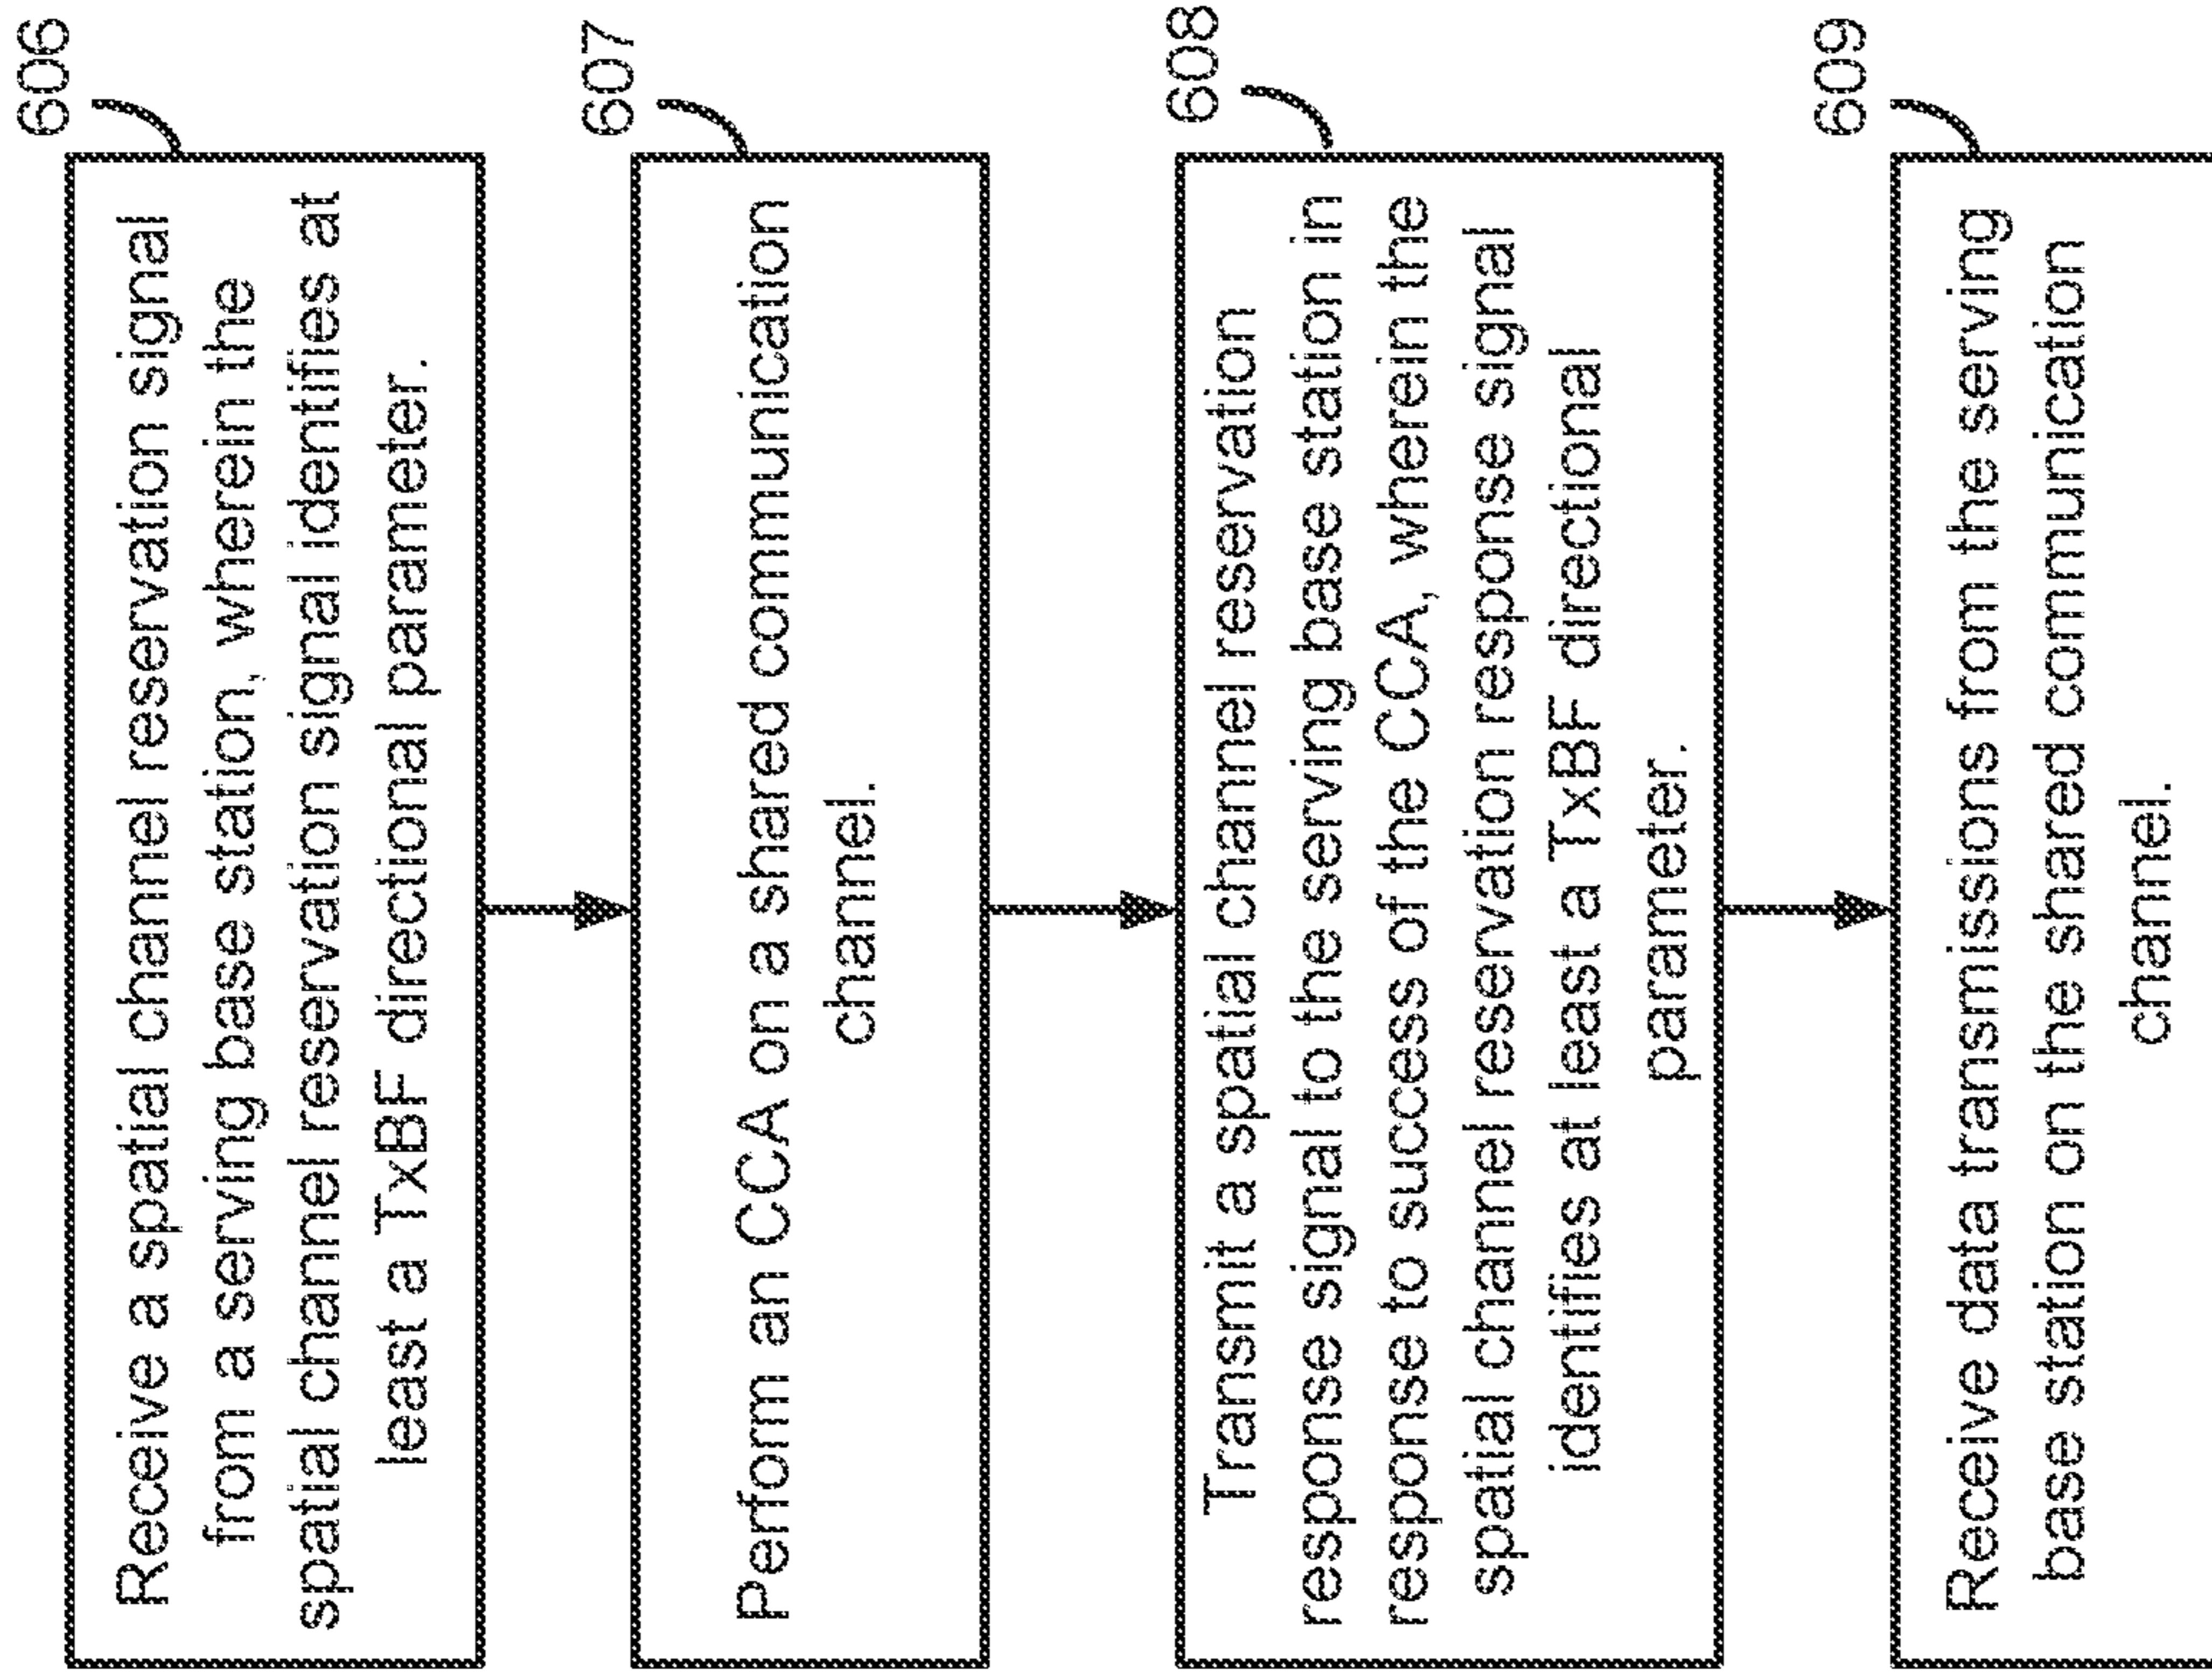 606
Receive a spatial channel reservation signal
from a serving base station, wherein the
spatial channel reservation signal identifies at
least a TxBF directional parameter.
607
Perform an CCA on a shared communication
channel.
608
Transmit a spatial channel reservation
response signal to the serving base station in
response to success of the CCA, wherein the
spatial channel reservation response signal
identifies at least a TxBF directional
parameter.
609
Receive data transmissions from the serving
base station on the shared communication
channel.